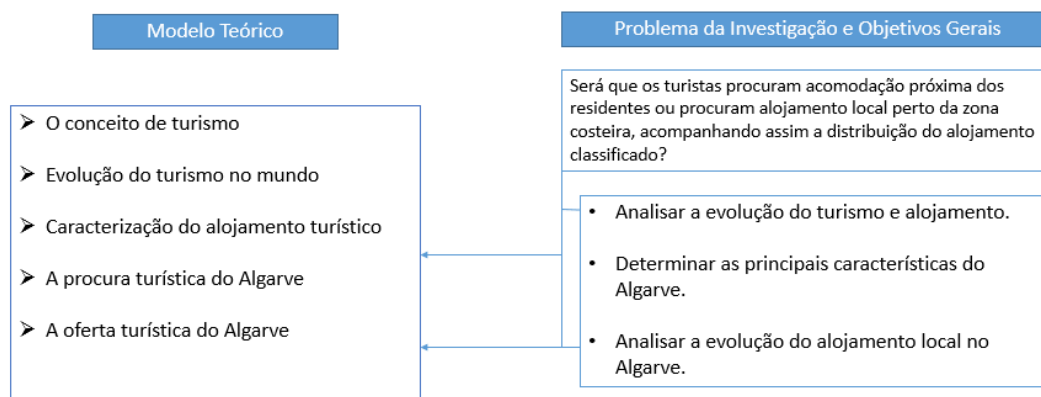 Modelo Teórico
Problema da Investigação e Objetivos Gerais
O conceito de turismo
Evolução do turismo no mundo
Caracterização do alojamento turístico
A procura turística do Algarve
A oferta turística do Algarve
Será que os turistas procuram acomodação próxima dos
residentes ou procuram alojamento local perto da zona
costeira, acompanhando assim a distribuição do alojamento
classificado?
• Analisar a evolução do turismo e alojamento.
• Determinar as principais características do
Algarve.
• Analisar a evolução do alojamento local no
Algarve.